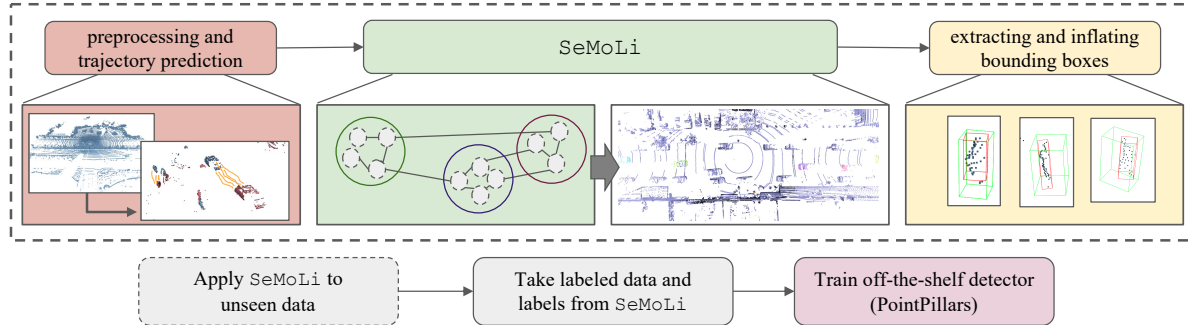 preprocessing and
trajectory prediction
SeMoLi
extracting and inflating
bounding boxes
Apply SeMoLi to
unseen data
Take labeled data and
labels from SeMoLi
Train off-the-shelf detector
(PointPillars)